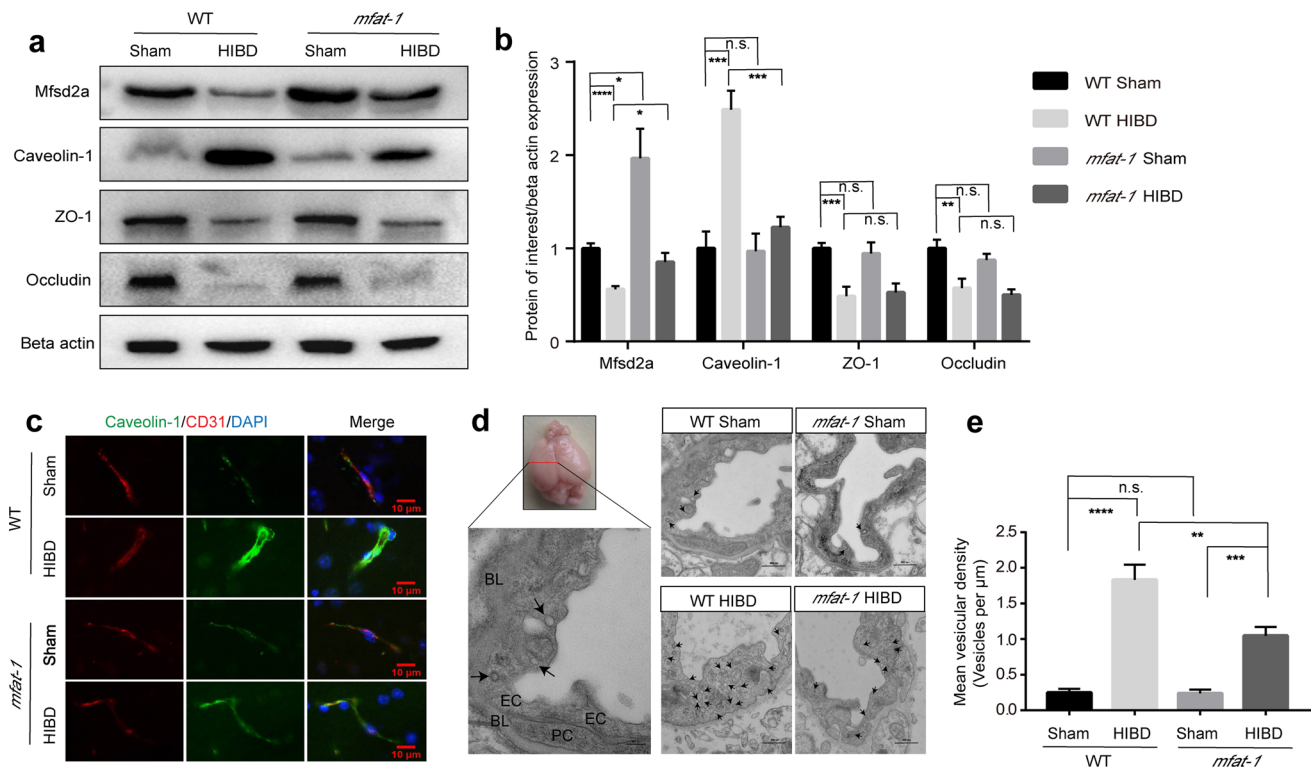 a
WT
mfat-1
Sham
HIBD
Sham
HIBD
Mfsd2a
Caveolin-1
ZO-1
Occludin
Beta actin
b
Protein of interest/beta actin expression
3
2
1
0
*
****
*
n.s.
***
***
n.s.
***
n.s.
n.s.
**
n.s.
Mfsd2a
Caveolin-1
ZO-1
Occludin
WT Sham
WT HIBD
mfat-1 Sham
mfat-1 HIBD
c
Caveolin-1/CD31/DAPI
Merge
WT
Sham
10 μm
HIBD
10 μm
mfat-1
Sham
10 μm
HIBD
10 μm
d
BL
EC
BL
EC
PC
WT Sham
mfat-1 Sham
WT HIBD
mfat-1 HIBD
e
Mean vesicular density
(Vesicles per μm)
2.5
2.0
1.5
1.0
0.5
0.0
n.s.
****
**
***
Sham
HIBD
Sham
HIBD
WT
mfat-1